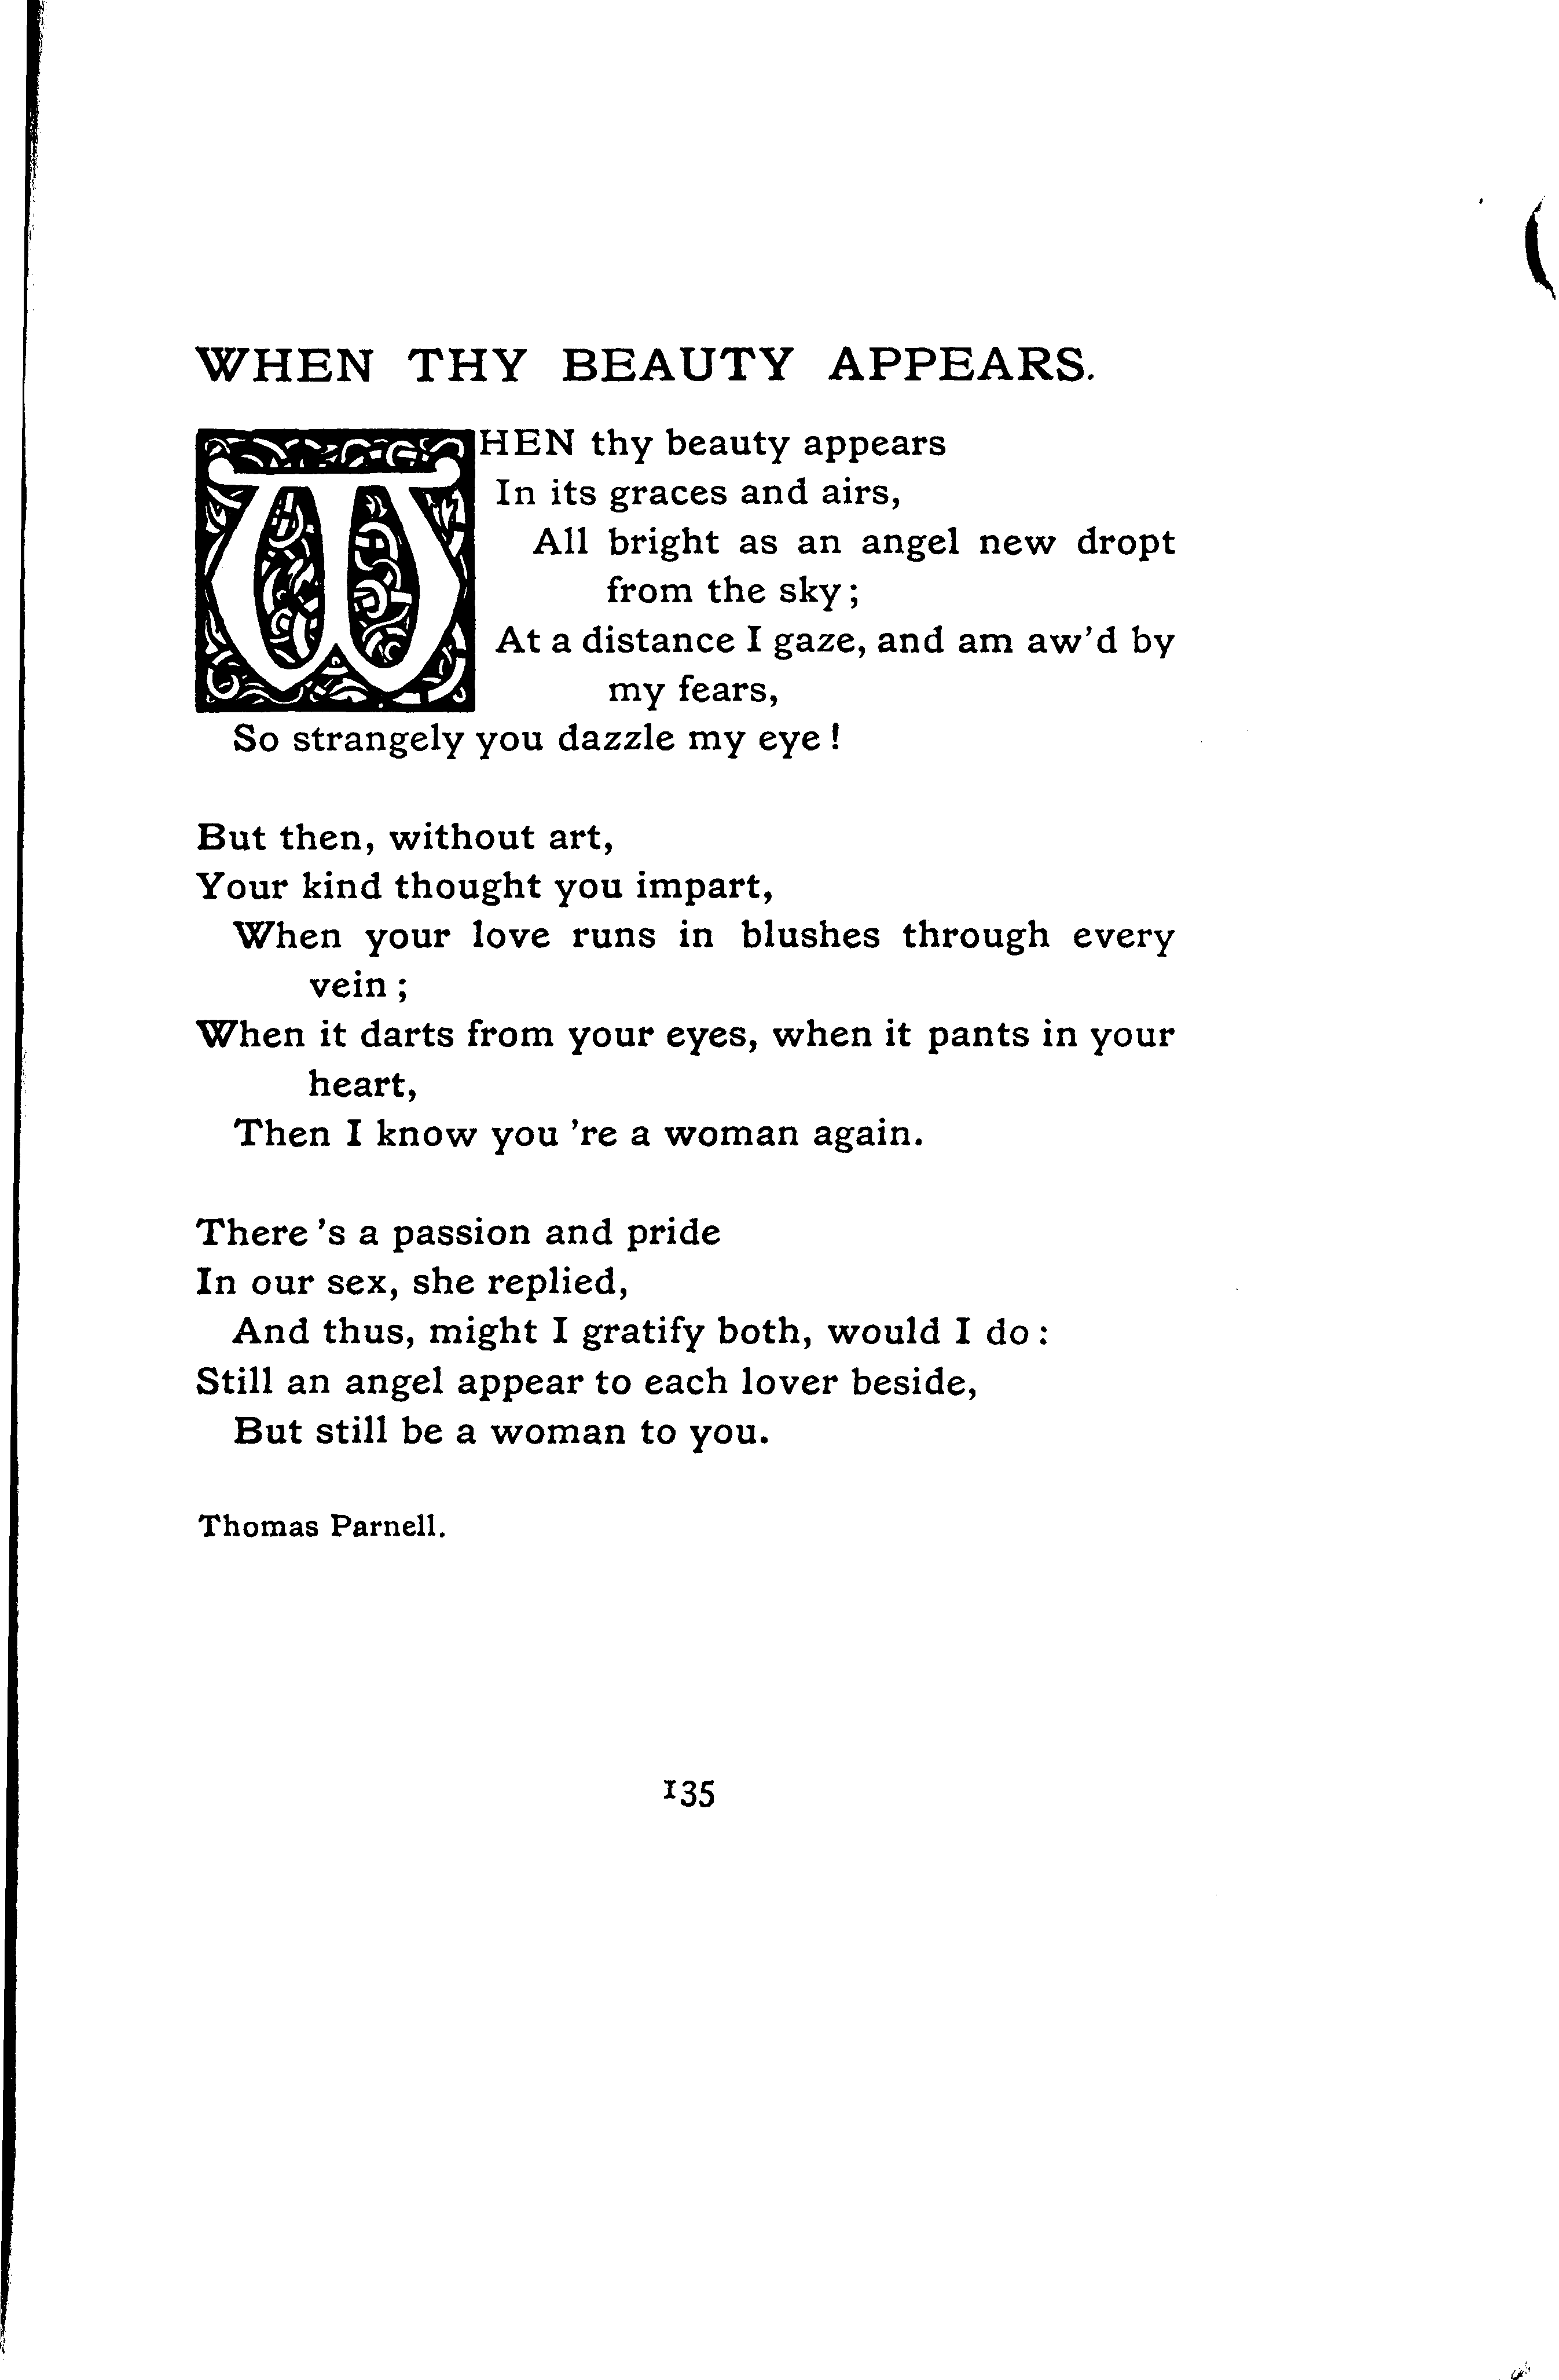 WHEN THY BEAUTY APPEARS.
WHEN thy beauty appears
In its graces and airs,
All bright as an angel new dropt
from the sky;
At a distance I gaze, and am aw'd by
my fears,
So strangely you dazzle my eye!
But then, without art,
Your kind thought you impart,
When your love runs in blushes through every
vein;
When it darts from your eyes, when it pants in your
heart,
Then I know you 're a woman again.
There 's a passion and pride
In our sex, she replied,
And thus, might I gratify both, would I do:
Still an angel appear to each lover beside,
But still be a woman to you.
Thomas Parnell.
135